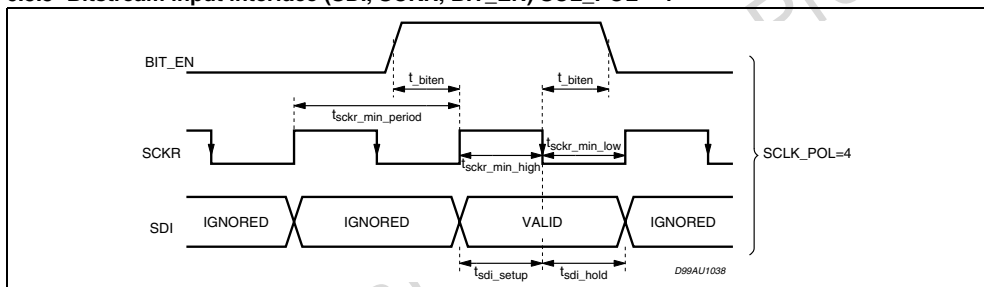 BIT_EN
t_biten
t_biten
tsckr_min_period
SCKR
tsckr_min_high
tsckr_min_low
SCLK_POL=4
SDI
IGNORED
IGNORED
VALID
IGNORED
tsdi_setup
tsdi_hold
D99AU1038